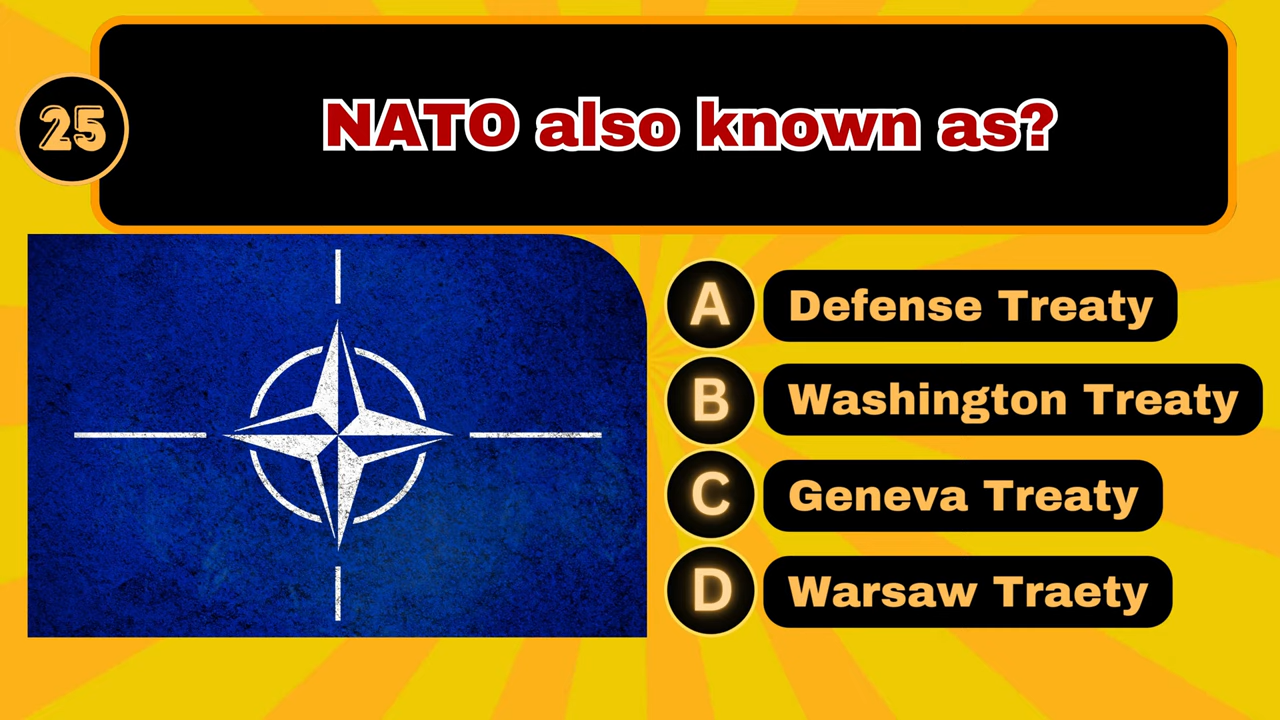 25
NATO also known as?
A Defense Treaty
B Washington Treaty
C Geneva Treaty
D Warsaw Traety